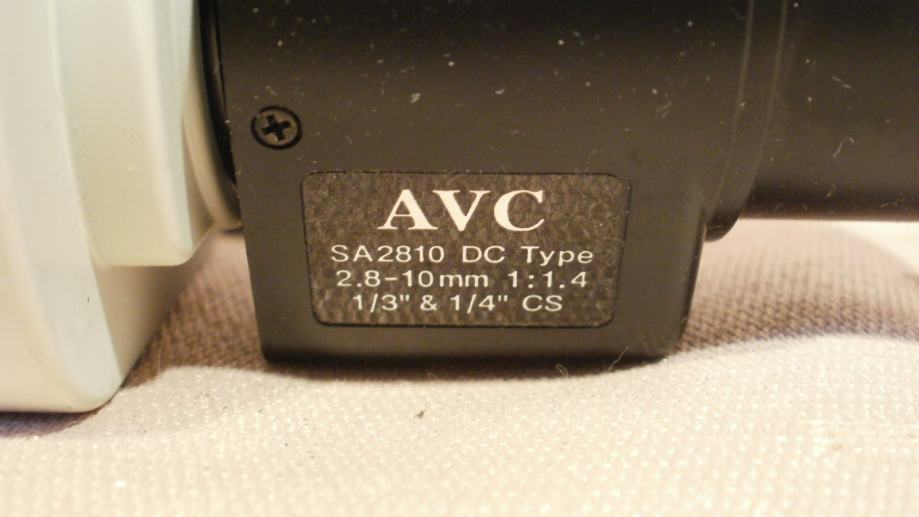 AVC
SA2810 DC Type
2.8-10mm 1:1.4
1/3" & 1/4" CS